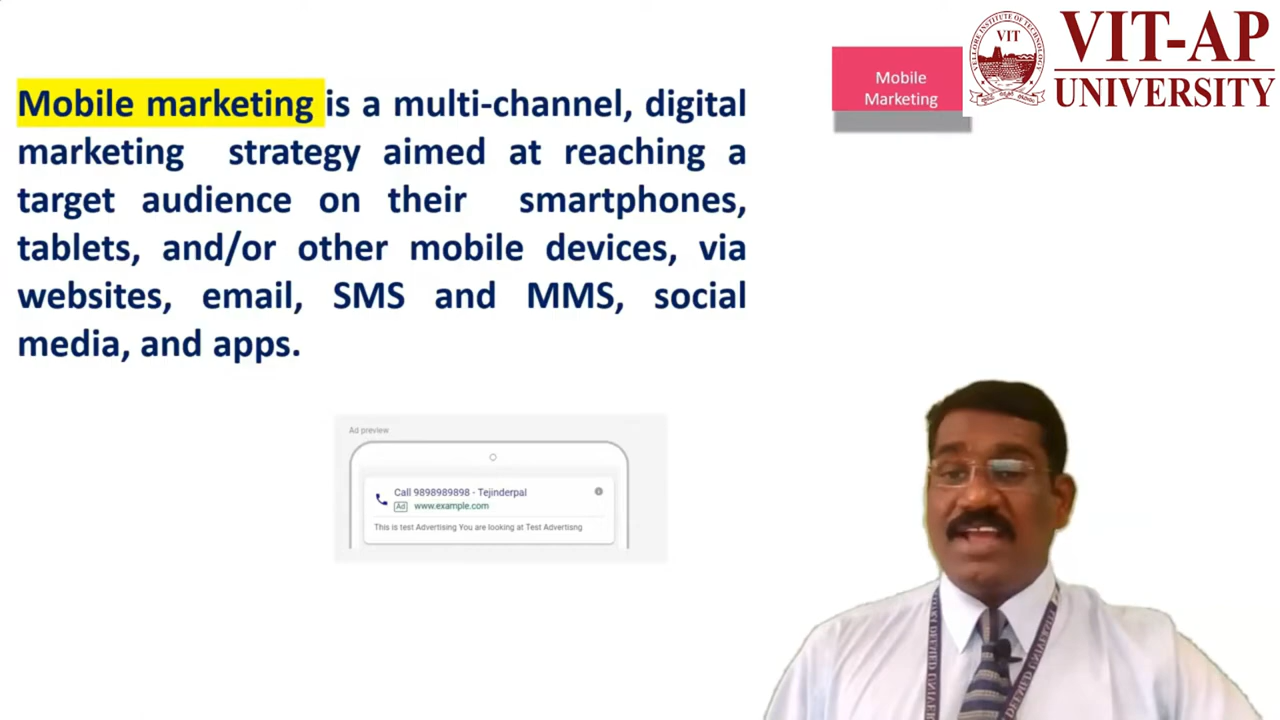 Mobile marketing is a multi-channel, digital
marketing strategy aimed at reaching a
target audience on their smartphones,
tablets, and/or other mobile devices, via
websites, email, SMS and MMS, social
media, and apps.
Mobile
Marketing
VIT
VIT-AP
UNIVERSITY
Ad preview
Call 9898989898 - Tejinderpal
Ad www.example.com
This is test Advertising You are looking at Test Advertisng